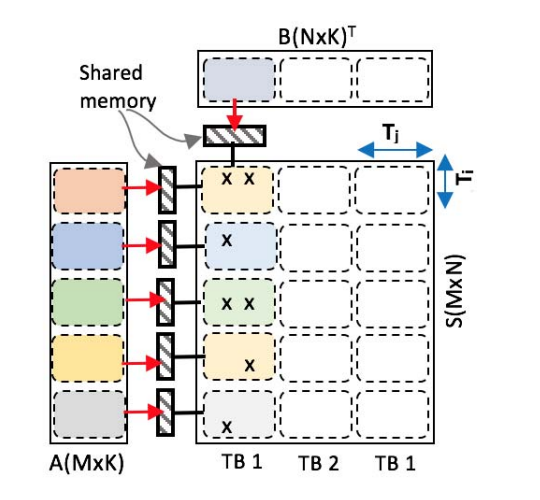 B(NxK)ᵀ
Shared
memory
Tj
Ti
x x
x
x x
x
x
S(MxN)
A(MxK)
TB 1
TB 2
TB 1